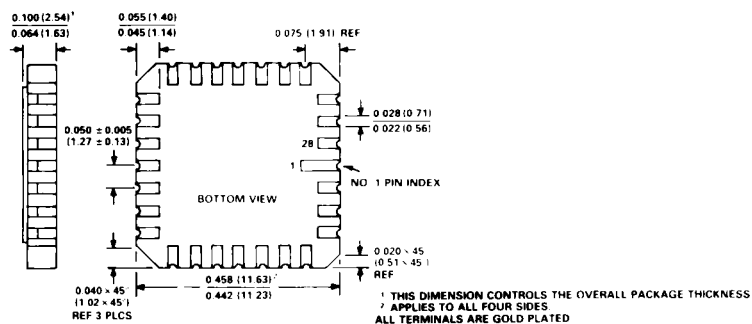 0.100 (2.54)¹
0.064 (1.63)
0.055 (1.40)
0.045 (1.14)
0.075 (1.91) REF
0.028 (0.71)
0.022 (0.56)
0.050 ± 0.005
(1.27 ± 0.13)
28
1
NO. 1 PIN INDEX
BOTTOM VIEW
0.020 × 45°
(0.51 × 45°)
REF
0.040 × 45°
(1.02 × 45°)
REF 3 PLCS
0.458 (11.63)²
0.442 (11.23)
¹ THIS DIMENSION CONTROLS THE OVERALL PACKAGE THICKNESS
² APPLIES TO ALL FOUR SIDES.
ALL TERMINALS ARE GOLD PLATED